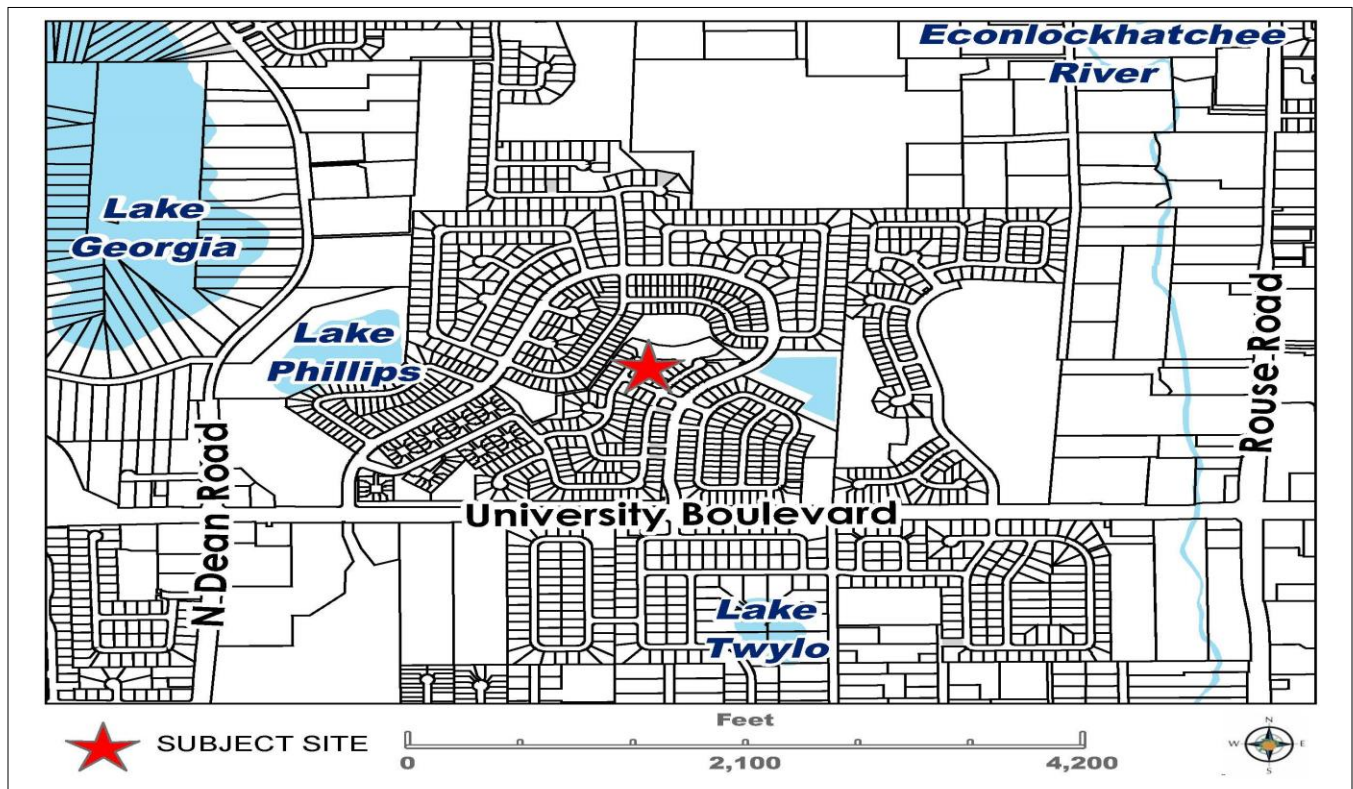 Econlockhatchee
River
Lake
Georgia
Lake
Phillips
Rouse Road
N Dean Road
University Boulevard
Lake
Twylo
SUBJECT SITE
Feet
0
2,100
4,200
N
W
E
S